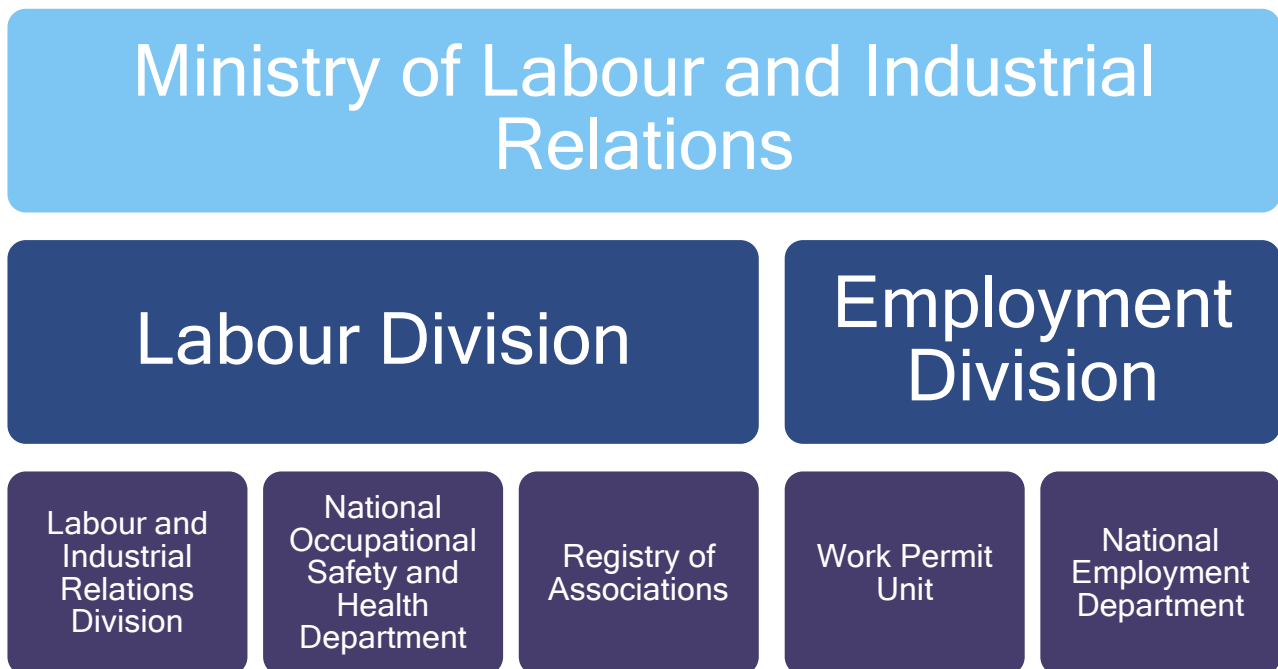 Ministry of Labour and Industrial
Relations
Labour Division
Employment
Division
Labour and
Industrial
Relations
Division
National
Occupational
Safety and
Health
Department
Registry of
Associations
Work Permit
Unit
National
Employment
Department